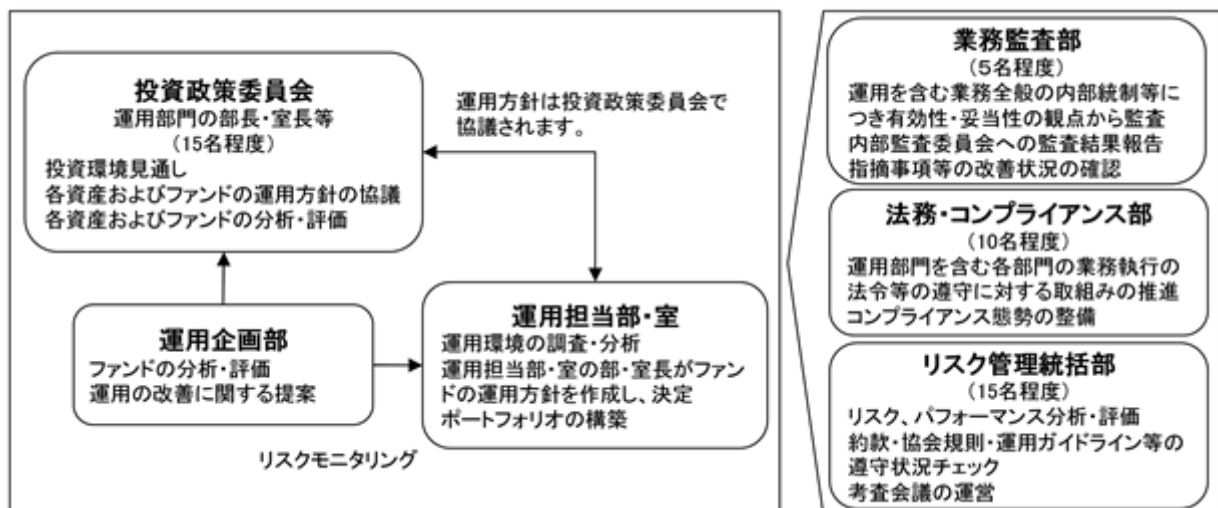 投資政策委員会
運用部門の部長・室長等
(15名程度)
投資環境見通し
各資産およびファンドの運用方針の協議
各資産およびファンドの分析・評価
運用方針は投資政策委員会で
協議されます。
運用企画部
ファンドの分析・評価
運用の改善に関する提案
運用担当部・室
運用環境の調査・分析
運用担当部・室の部・室長がファン
ドの運用方針を作成し、決定
ポートフォリオの構築
リスクモニタリング
業務監査部
(5名程度)
運用を含む業務全般の内部統制等に
つき有効性・妥当性の観点から監査
内部監査委員会への監査結果報告
指摘事項等の改善状況の確認
法務・コンプライアンス部
(10名程度)
運用部門を含む各部門の業務執行の
法令等の遵守に対する取組みの推進
コンプライアンス態勢の整備
リスク管理統括部
(15名程度)
リスク、パフォーマンス分析・評価
約款・協会規則・運用ガイドライン等の
遵守状況チェック
考査会議の運営